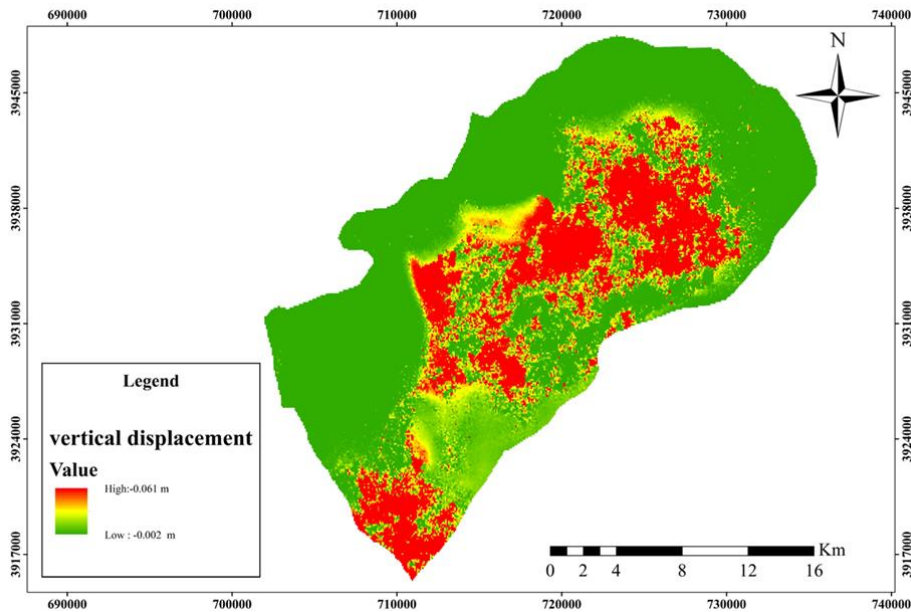 690000 700000 710000 720000 730000 740000
N
3945000 3945000
3938000 3938000
3931000 3931000
3924000 3924000
3917000 3917000
Legend
vertical displacement
Value
High:-0.061 m
Low : -0.002 m
Km
0 2 4 8 12 16
690000 700000 710000 720000 730000 740000